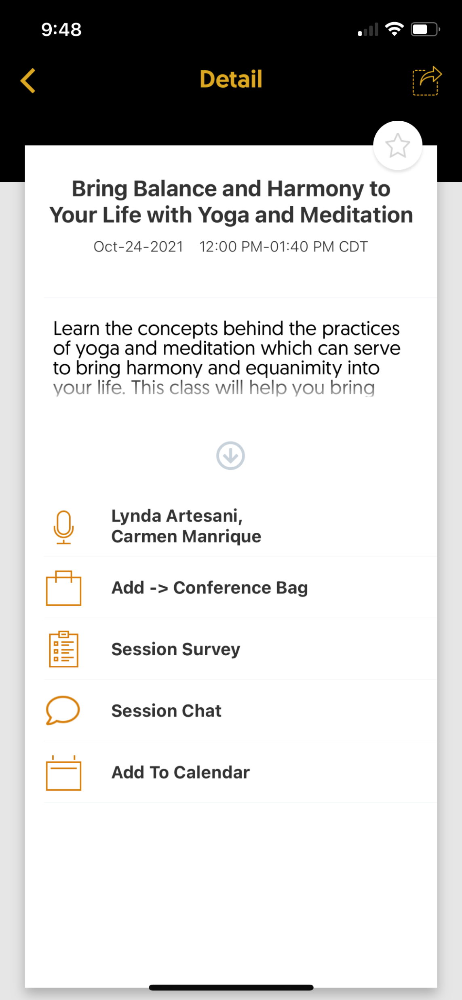 9:48
Detail
Bring Balance and Harmony to
Your Life with Yoga and Meditation
Oct-24-2021 12:00 PM-01:40 PM CDT
Learn the concepts behind the practices
of yoga and meditation which can serve
to bring harmony and equanimity into
your life. This class will help you bring
Lynda Artesani,
Carmen Manrique
Add -> Conference Bag
Session Survey
Session Chat
Add To Calendar